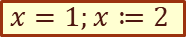 x = 1; x ≔ 2